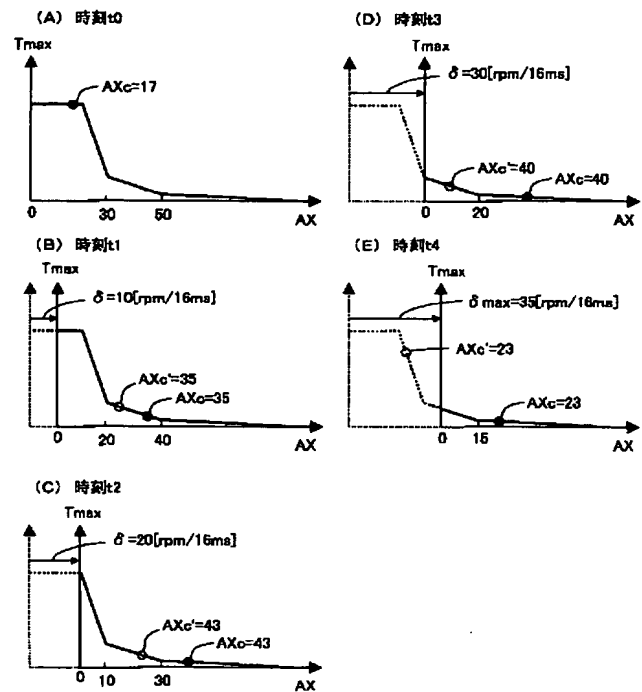 (A) 時刻t0
Tmax
AXc=17
0
30
50
AX
(B) 時刻t1
Tmax
δ=10[rpm/16ms]
AXc'=35
AXc=35
0
20
40
AX
(C) 時刻t2
Tmax
δ=20[rpm/16ms]
AXc'=43
AXc=43
0
10
30
AX
(D) 時刻t3
Tmax
δ=30[rpm/16ms]
AXc'=40
AXc=40
0
20
AX
(E) 時刻t4
Tmax
δmax=35[rpm/16ms]
AXc'=23
AXc=23
0
15
AX